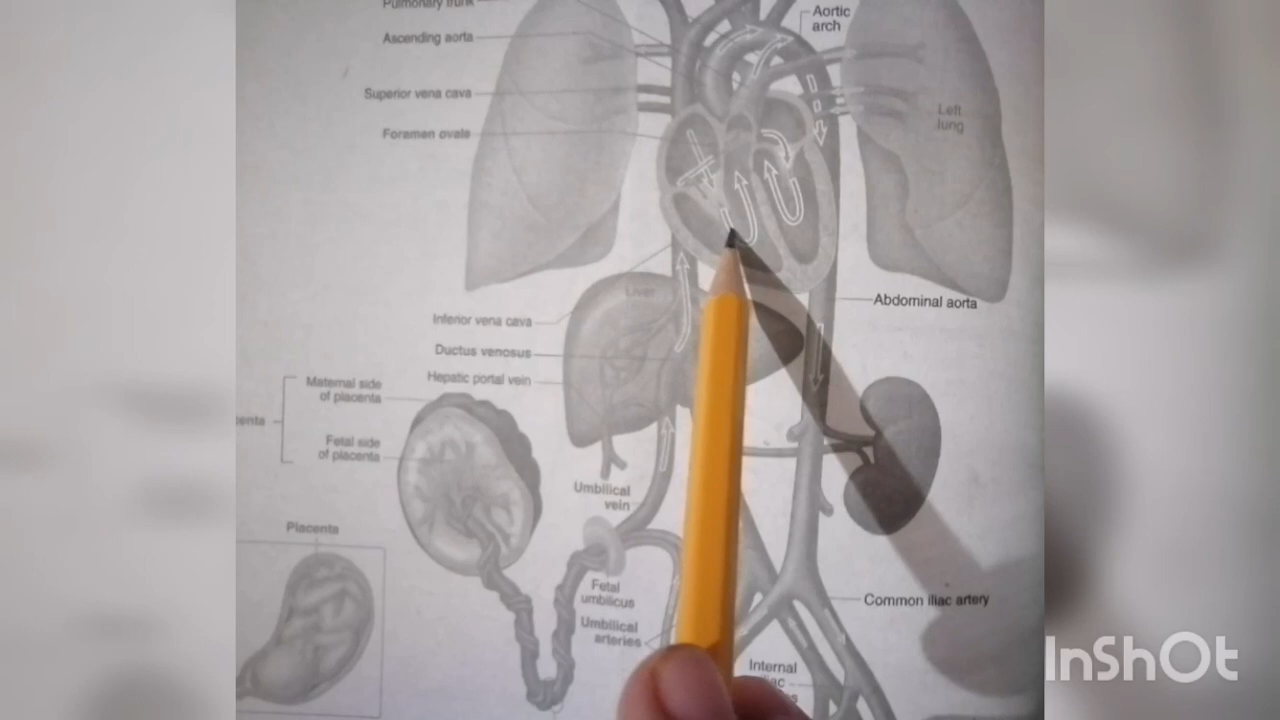 Pulmonary trunk
Aortic
arch
Ascending aorta
Superior vena cava
Left
lung
Foramen ovale
Liver
Abdominal aorta
Inferior vena cava
Ductus venosus
Hepatic portal vein
Maternal side
of placenta
Fetal side
of placenta
Umbilical
vein
Placenta
Fetal
umbilicus
Common iliac artery
Umbilical
arteries
Internal
InShOt